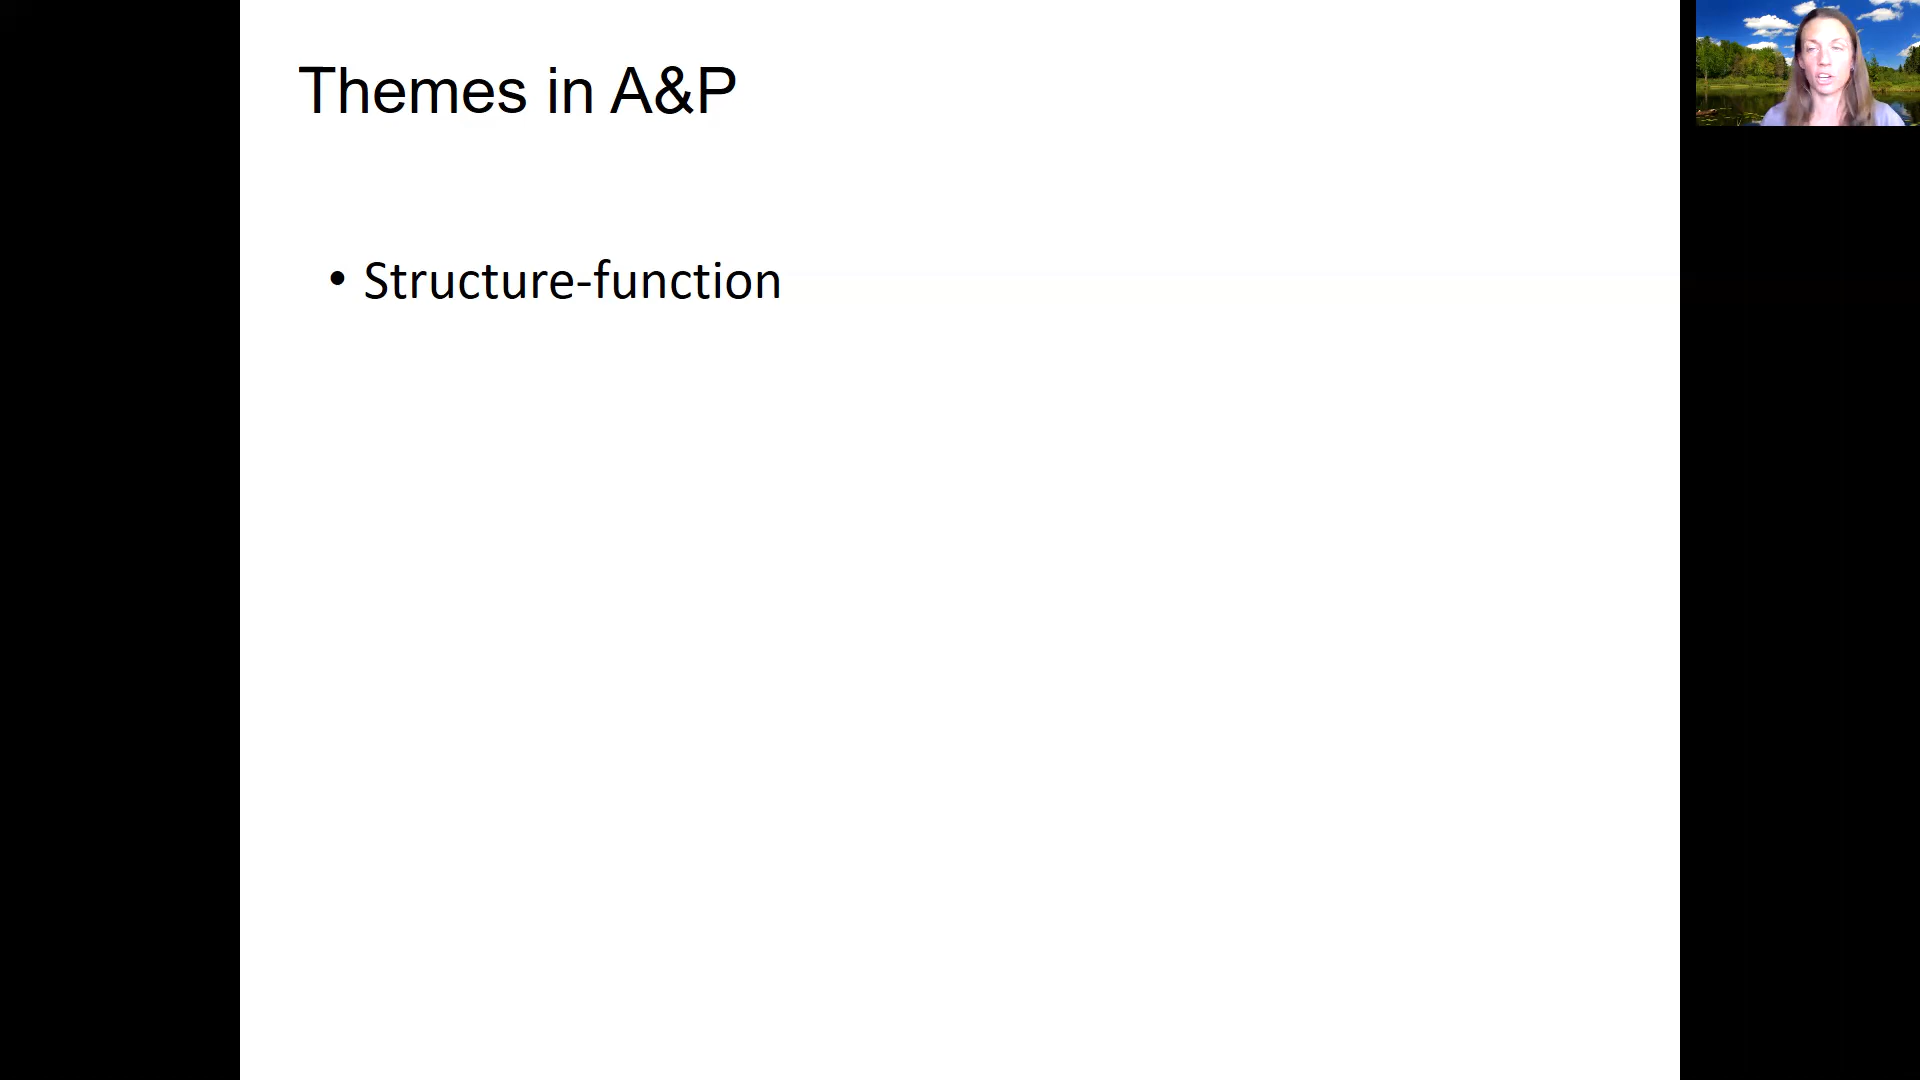 Themes in A&P
• Structure-function